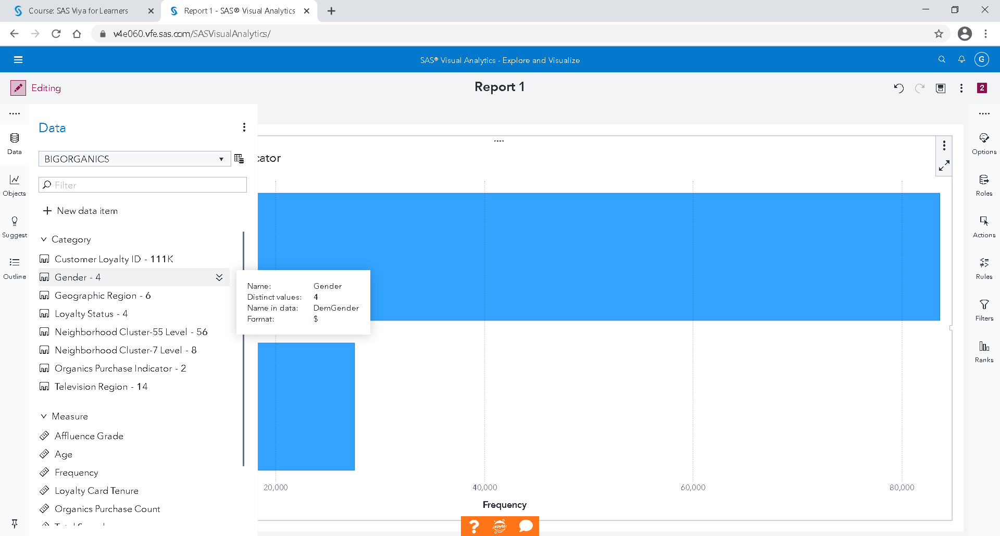 Course: SAS Viya for Learners
Report 1 - SAS® Visual Analytics
v4e060.vfe.sas.com/SASVisualAnalytics/
SAS® Visual Analytics - Explore and Visualize
G
Editing
Report 1
2
Data
Objects
Suggest
Outline
Data
BIGORGANICS
Filter
New data item
Category
Customer Loyalty ID - 111K
Gender - 4
Geographic Region - 6
Loyalty Status - 4
Neighborhood Cluster-55 Level - 56
Neighborhood Cluster-7 Level - 8
Organics Purchase Indicator - 2
Television Region - 14
Measure
Affluence Grade
Age
Frequency
Loyalty Card Tenure
Organics Purchase Count
Name: Gender
Distinct values: 4
Name in data: DemGender
Format: $
cator
20,000 40,000 60,000 80,000
Frequency
? jupyter
Options
Roles
Actions
Rules
Filters
Ranks